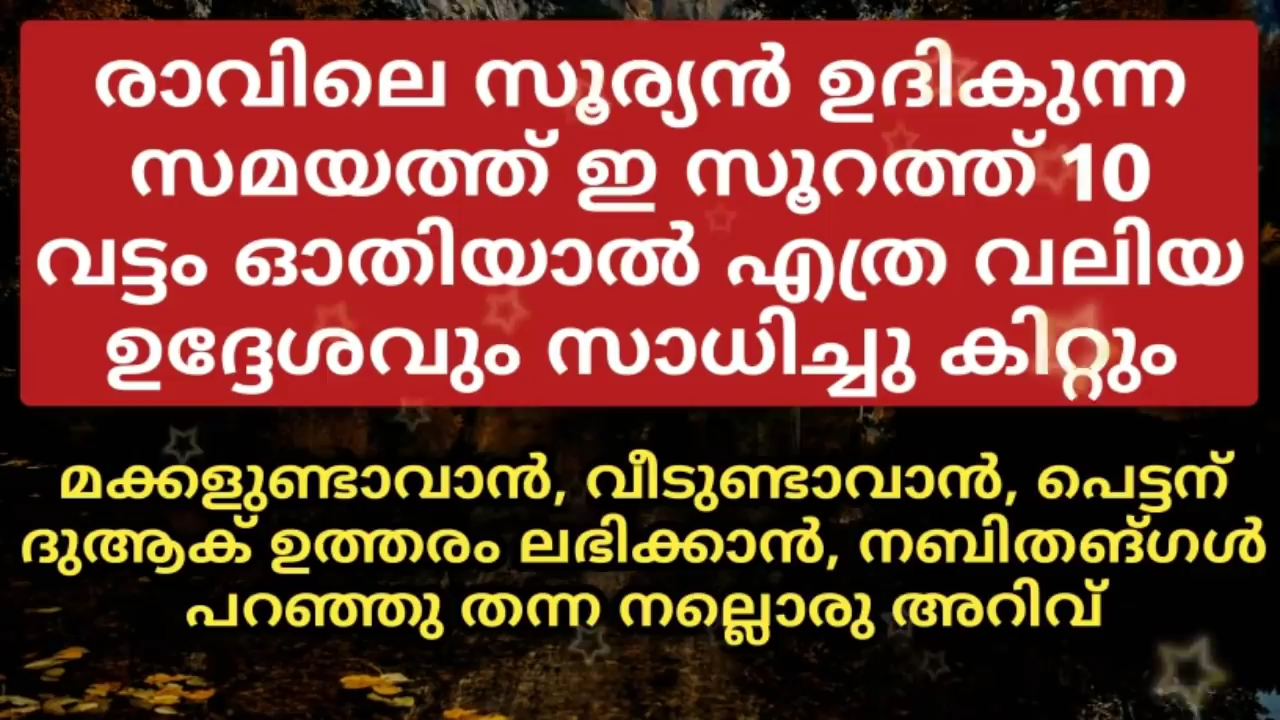 രാവിലെ സൂര്യൻ ഉദികുന്ന
സമയത്ത് ഇ സൂറത്ത് 10
വട്ടം ഓതിയാൽ എത്ര വലിയ
ഉദ്ദേശവും സാധിച്ചു കിറ്റും
മക്കളുണ്ടാവാൻ, വീടുണ്ടാവാൻ, പെട്ടന്
ദുആക് ഉത്തരം ലഭിക്കാൻ, നബിതങ്ഗൾ
പറഞ്ഞു തന്ന നല്ലൊരു അറിവ്